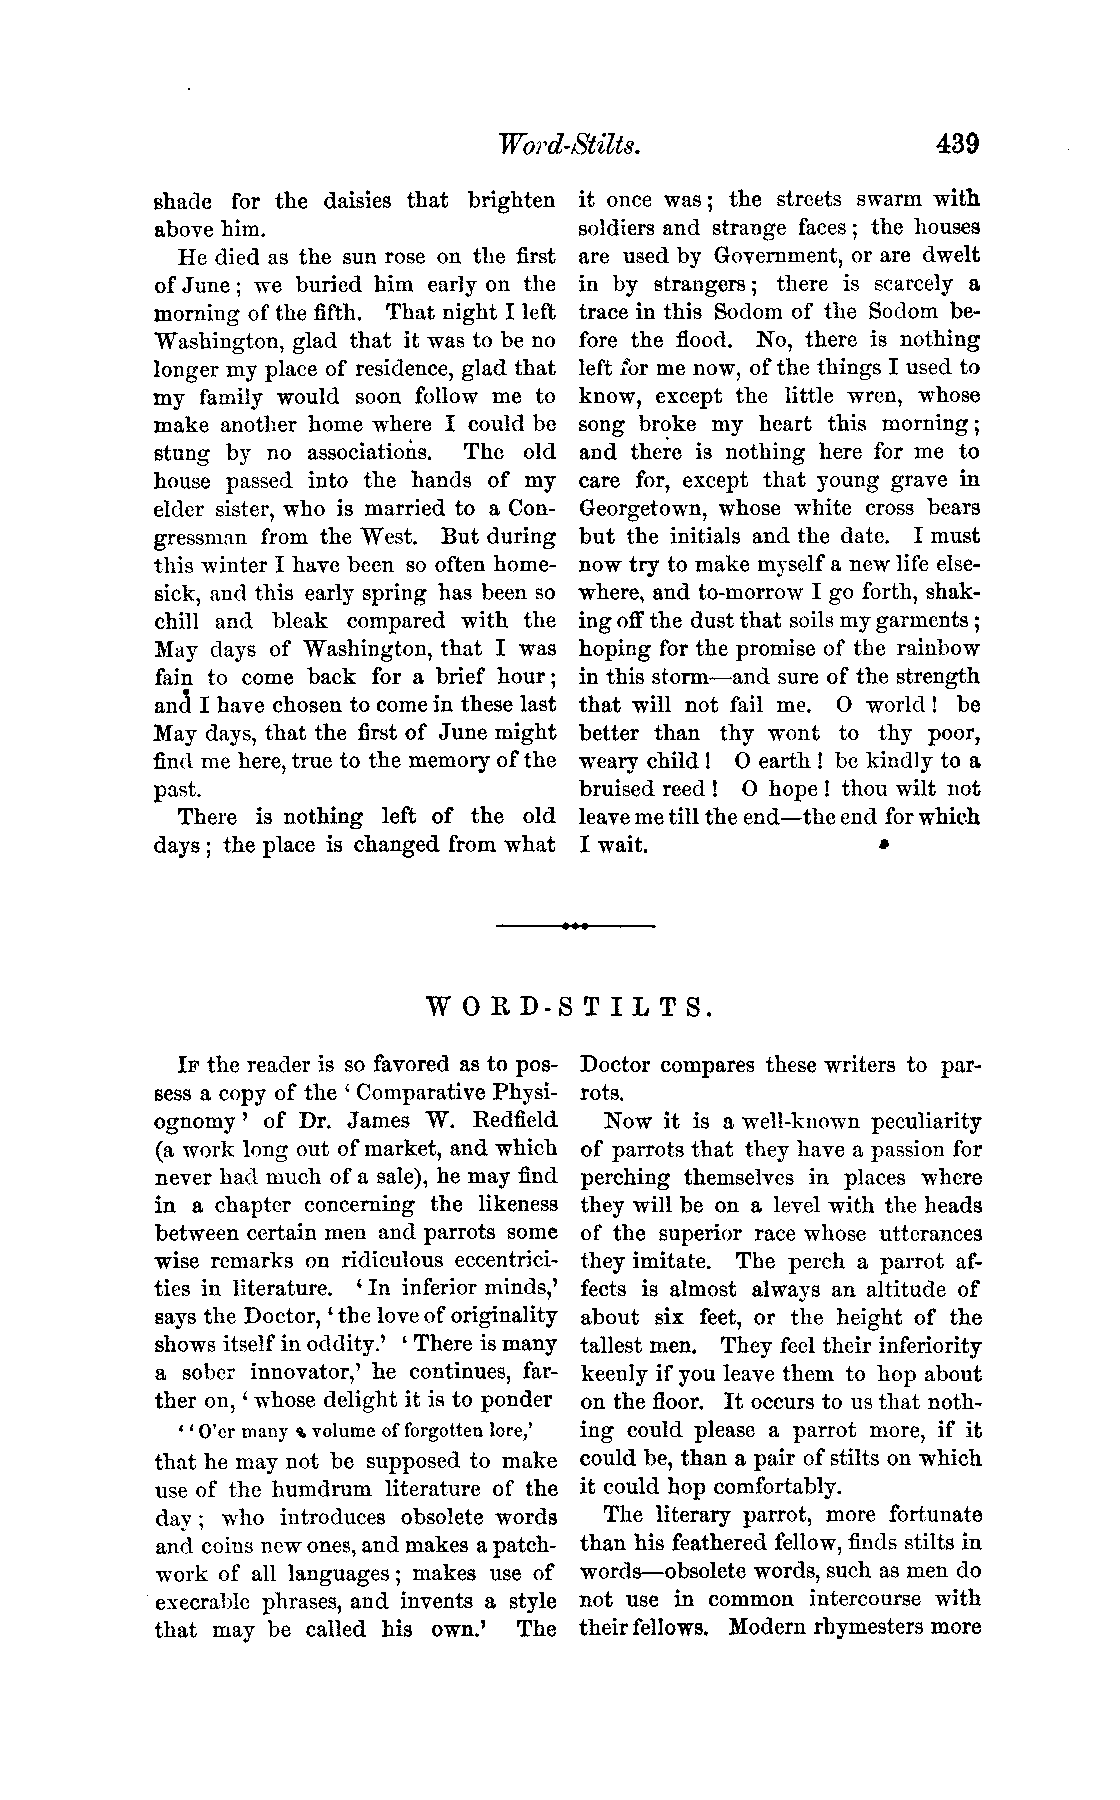 Word-Stilts. 439
shade for the daisies that brighten
above him.
He died as the sun rose on the first
of June; we buried him early on the
morning of the fifth. That night I left
Washington, glad that it was to be no
longer my place of residence, glad that
my family would soon follow me to
make another home where I could be
stung by no associations. The old
house passed into the hands of my
elder sister, who is married to a Con-
gressman from the West. But during
this winter I have been so often home-
sick, and this early spring has been so
chill and bleak compared with the
May days of Washington, that I was
fain to come back for a brief hour;
and I have chosen to come in these last
May days, that the first of June might
find me here, true to the memory of the
past.
There is nothing left of the old
days; the place is changed from what
it once was; the streets swarm with
soldiers and strange faces; the houses
are used by Government, or are dwelt
in by strangers; there is scarcely a
trace in this Sodom of the Sodom be-
fore the flood. No, there is nothing
left for me now, of the things I used to
know, except the little wren, whose
song broke my heart this morning;
and there is nothing here for me to
care for, except that young grave in
Georgetown, whose white cross bears
but the initials and the date. I must
now try to make myself a new life else-
where, and to-morrow I go forth, shak-
ing off the dust that soils my garments;
hoping for the promise of the rainbow
in this storm—and sure of the strength
that will not fail me. O world! be
better than thy wont to thy poor,
weary child! O earth! be kindly to a
bruised reed! O hope! thou wilt not
leave me till the end—the end for which
I wait.
WORD-STILTS.
If the reader is so favored as to pos-
sess a copy of the ‘Comparative Physi-
ognomy’ of Dr. James W. Redfield
(a work long out of market, and which
never had much of a sale), he may find
in a chapter concerning the likeness
between certain men and parrots some
wise remarks on ridiculous eccentrici-
ties in literature. ‘In inferior minds,’
says the Doctor, ‘the love of originality
shows itself in oddity.’ ‘There is many
a sober innovator,’ he continues, far-
ther on, ‘whose delight it is to ponder
‘‘O'er many a volume of forgotten lore,’
that he may not be supposed to make
use of the humdrum literature of the
day; who introduces obsolete words
and coins new ones, and makes a patch-
work of all languages; makes use of
execrable phrases, and invents a style
that may be called his own.’ The
Doctor compares these writers to par-
rots.
Now it is a well-known peculiarity
of parrots that they have a passion for
perching themselves in places where
they will be on a level with the heads
of the superior race whose utterances
they imitate. The perch a parrot af-
fects is almost always an altitude of
about six feet, or the height of the
tallest men. They feel their inferiority
keenly if you leave them to hop about
on the floor. It occurs to us that noth-
ing could please a parrot more, if it
could be, than a pair of stilts on which
it could hop comfortably.
The literary parrot, more fortunate
than his feathered fellow, finds stilts in
words—obsolete words, such as men do
not use in common intercourse with
their fellows. Modern rhymesters more